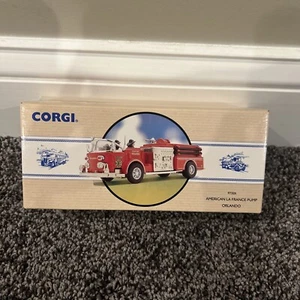 CORGI.
AMERICAN LA FRANCE PUMP
ORLANDO